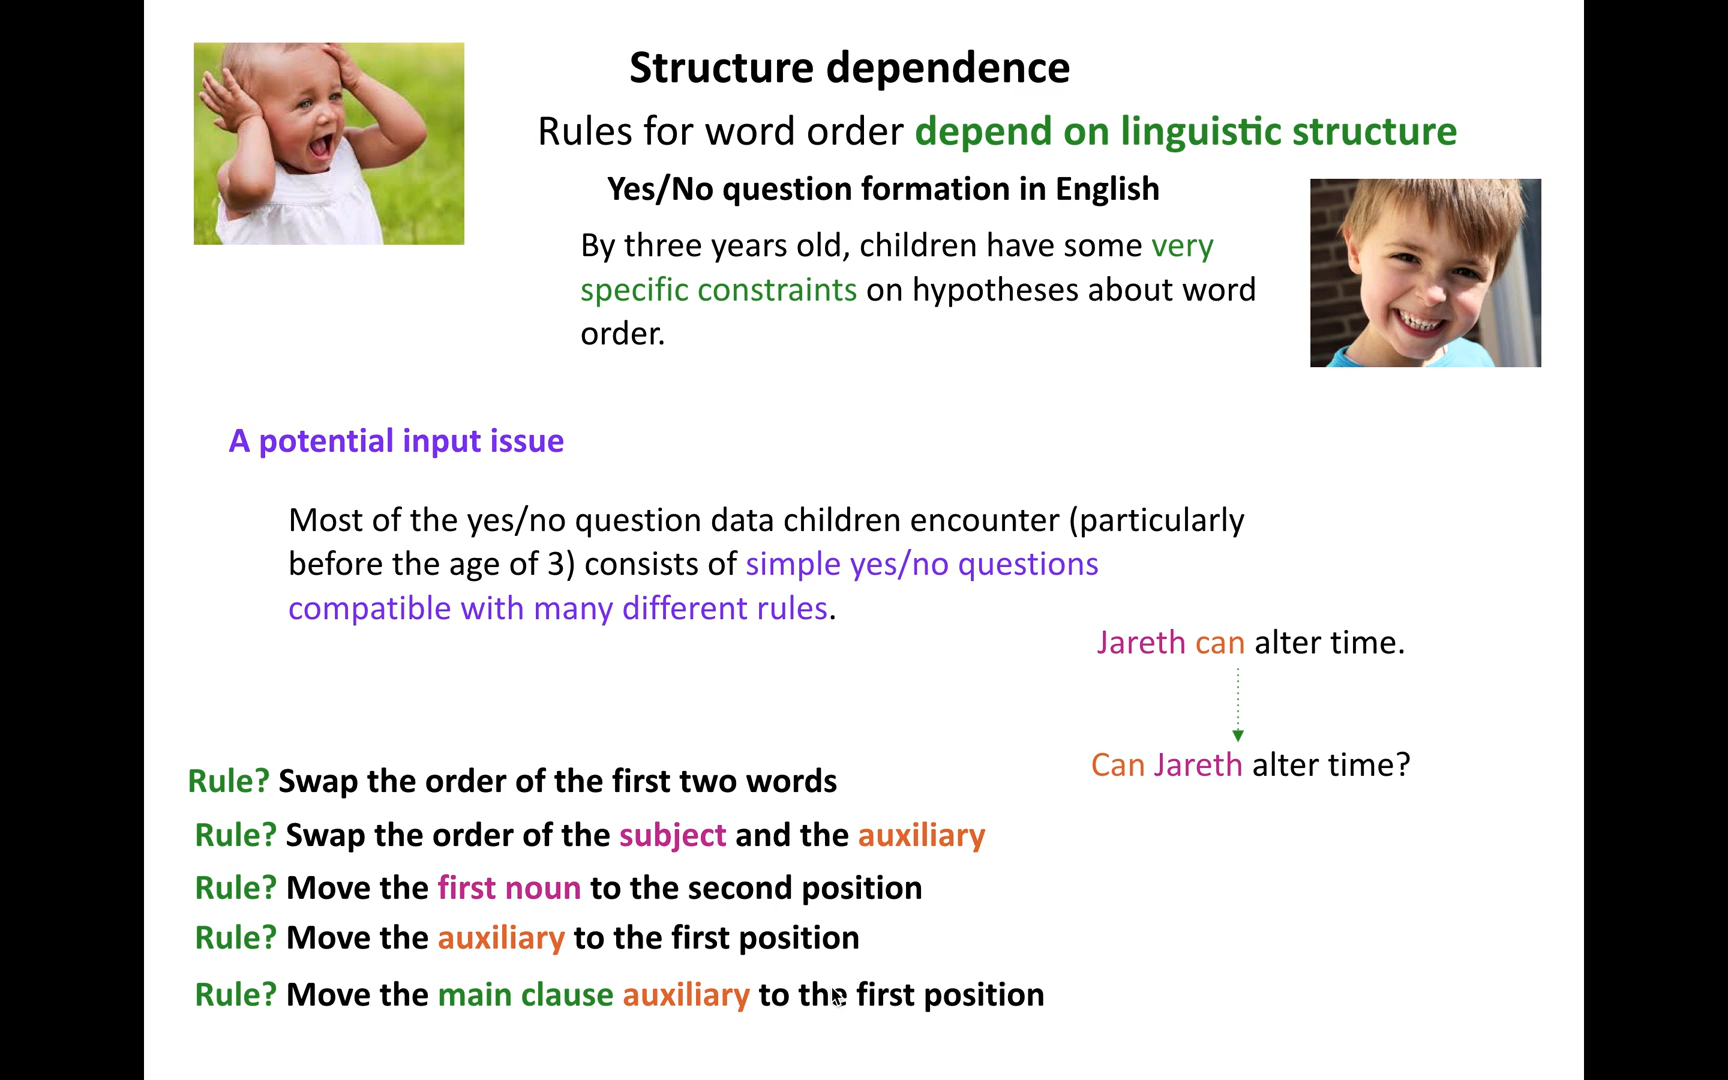 Structure dependence
Rules for word order depend on linguistic structure
Yes/No question formation in English
By three years old, children have some very
specific constraints on hypotheses about word
order.
A potential input issue
Most of the yes/no question data children encounter (particularly
before the age of 3) consists of simple yes/no questions
compatible with many different rules.
Jareth can alter time.
Can Jareth alter time?
Rule? Swap the order of the first two words
Rule? Swap the order of the subject and the auxiliary
Rule? Move the first noun to the second position
Rule? Move the auxiliary to the first position
Rule? Move the main clause auxiliary to the first position